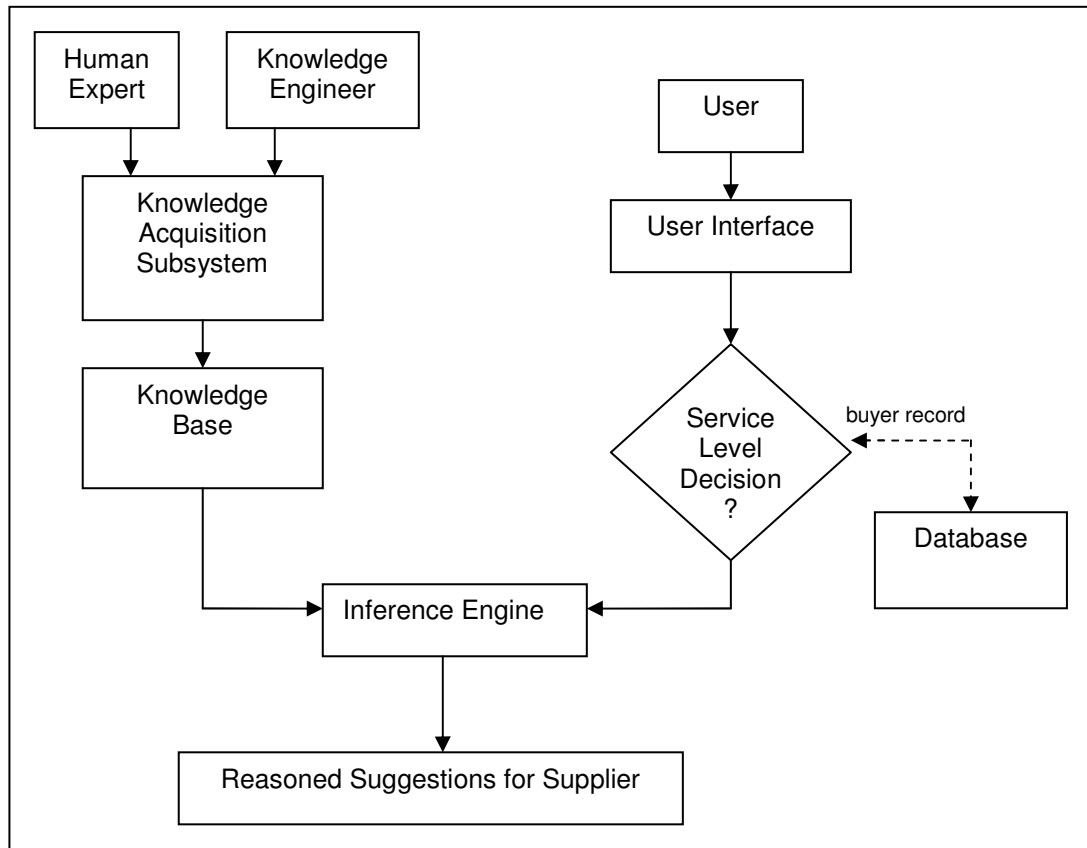 Human
Expert
Knowledge
Engineer
User
Knowledge
Acquisition
Subsystem
User Interface
Knowledge
Base
Service
Level
Decision
?
buyer record
Database
Inference Engine
Reasoned Suggestions for Supplier